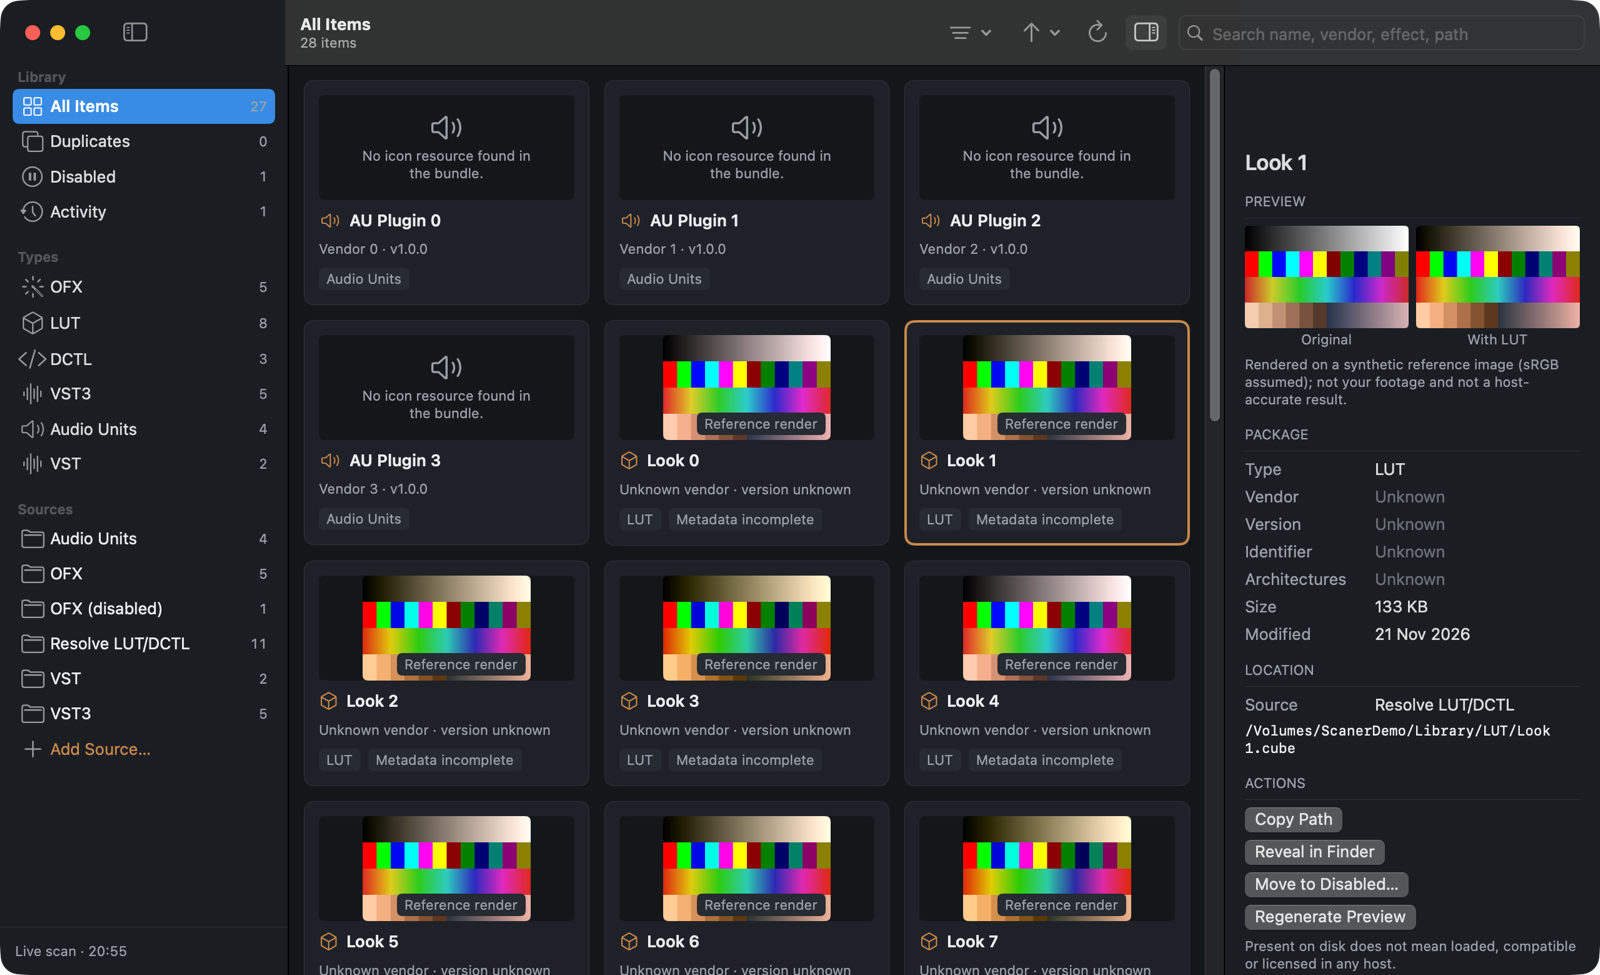 All Items
28 items
Search name, vendor, effect, path
Library
All Items 27
Duplicates 0
Disabled 1
Activity 1
Types
OFX 5
LUT 8
DCTL 3
VST3 5
Audio Units 4
VST 2
Sources
Audio Units 4
OFX 5
OFX (disabled) 1
Resolve LUT/DCTL 11
VST 2
VST3 5
Add Source...
Live scan · 20:55
No icon resource found in
the bundle.
AU Plugin 0
Vendor 0 · v1.0.0
Audio Units
No icon resource found in
the bundle.
AU Plugin 1
Vendor 1 · v1.0.0
Audio Units
No icon resource found in
the bundle.
AU Plugin 2
Vendor 2 · v1.0.0
Audio Units
No icon resource found in
the bundle.
AU Plugin 3
Vendor 3 · v1.0.0
Audio Units
Reference render
Look 0
Unknown vendor · version unknown
LUT Metadata incomplete
Reference render
Look 1
Unknown vendor · version unknown
LUT Metadata incomplete
Reference render
Look 2
Unknown vendor · version unknown
LUT Metadata incomplete
Reference render
Look 3
Unknown vendor · version unknown
LUT Metadata incomplete
Reference render
Look 4
Unknown vendor · version unknown
LUT Metadata incomplete
Reference render
Look 5
Unknown vendor · version unknown
Reference render
Look 6
Unknown vendor · version unknown
Reference render
Look 7
Unknown vendor · version unknown
Look 1
PREVIEW
Original With LUT
Rendered on a synthetic reference image (sRGB
assumed); not your footage and not a host-
accurate result.
PACKAGE
Type LUT
Vendor Unknown
Version Unknown
Identifier Unknown
Architectures Unknown
Size 133 KB
Modified 21 Nov 2026
LOCATION
Source Resolve LUT/DCTL
/Volumes/ScanerDemo/Library/LUT/Look
1.cube
ACTIONS
Copy Path
Reveal in Finder
Move to Disabled...
Regenerate Preview
Present on disk does not mean loaded, compatible
or licensed in any host.